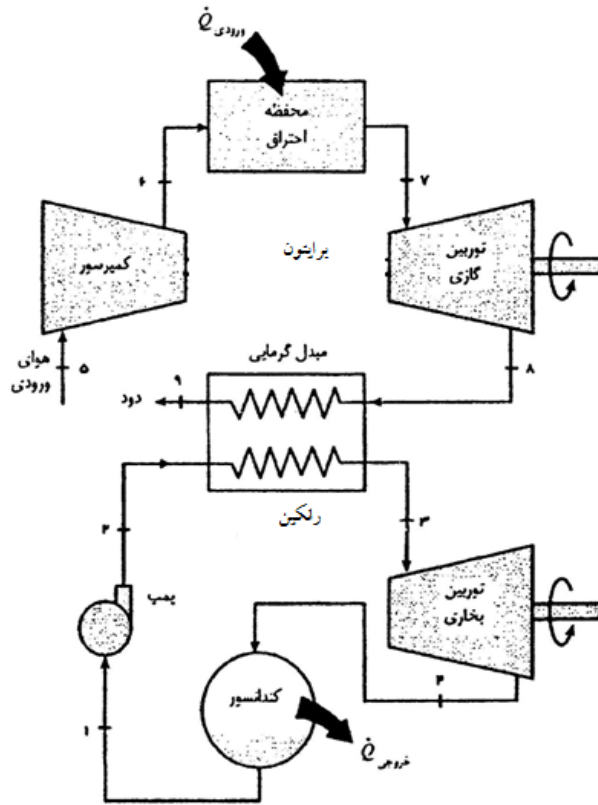 Q̇ ورودی
محفظه
احتراق
۶
۷
کمپرسور
برایتون
توربین
گازی
هوای
ورودی
۵
مبدل گرمایی
۸
دود
۹
۲
رنکین
۳
پمپ
توربین
بخاری
۴
کندانسور
۱
Q̇ خروجی